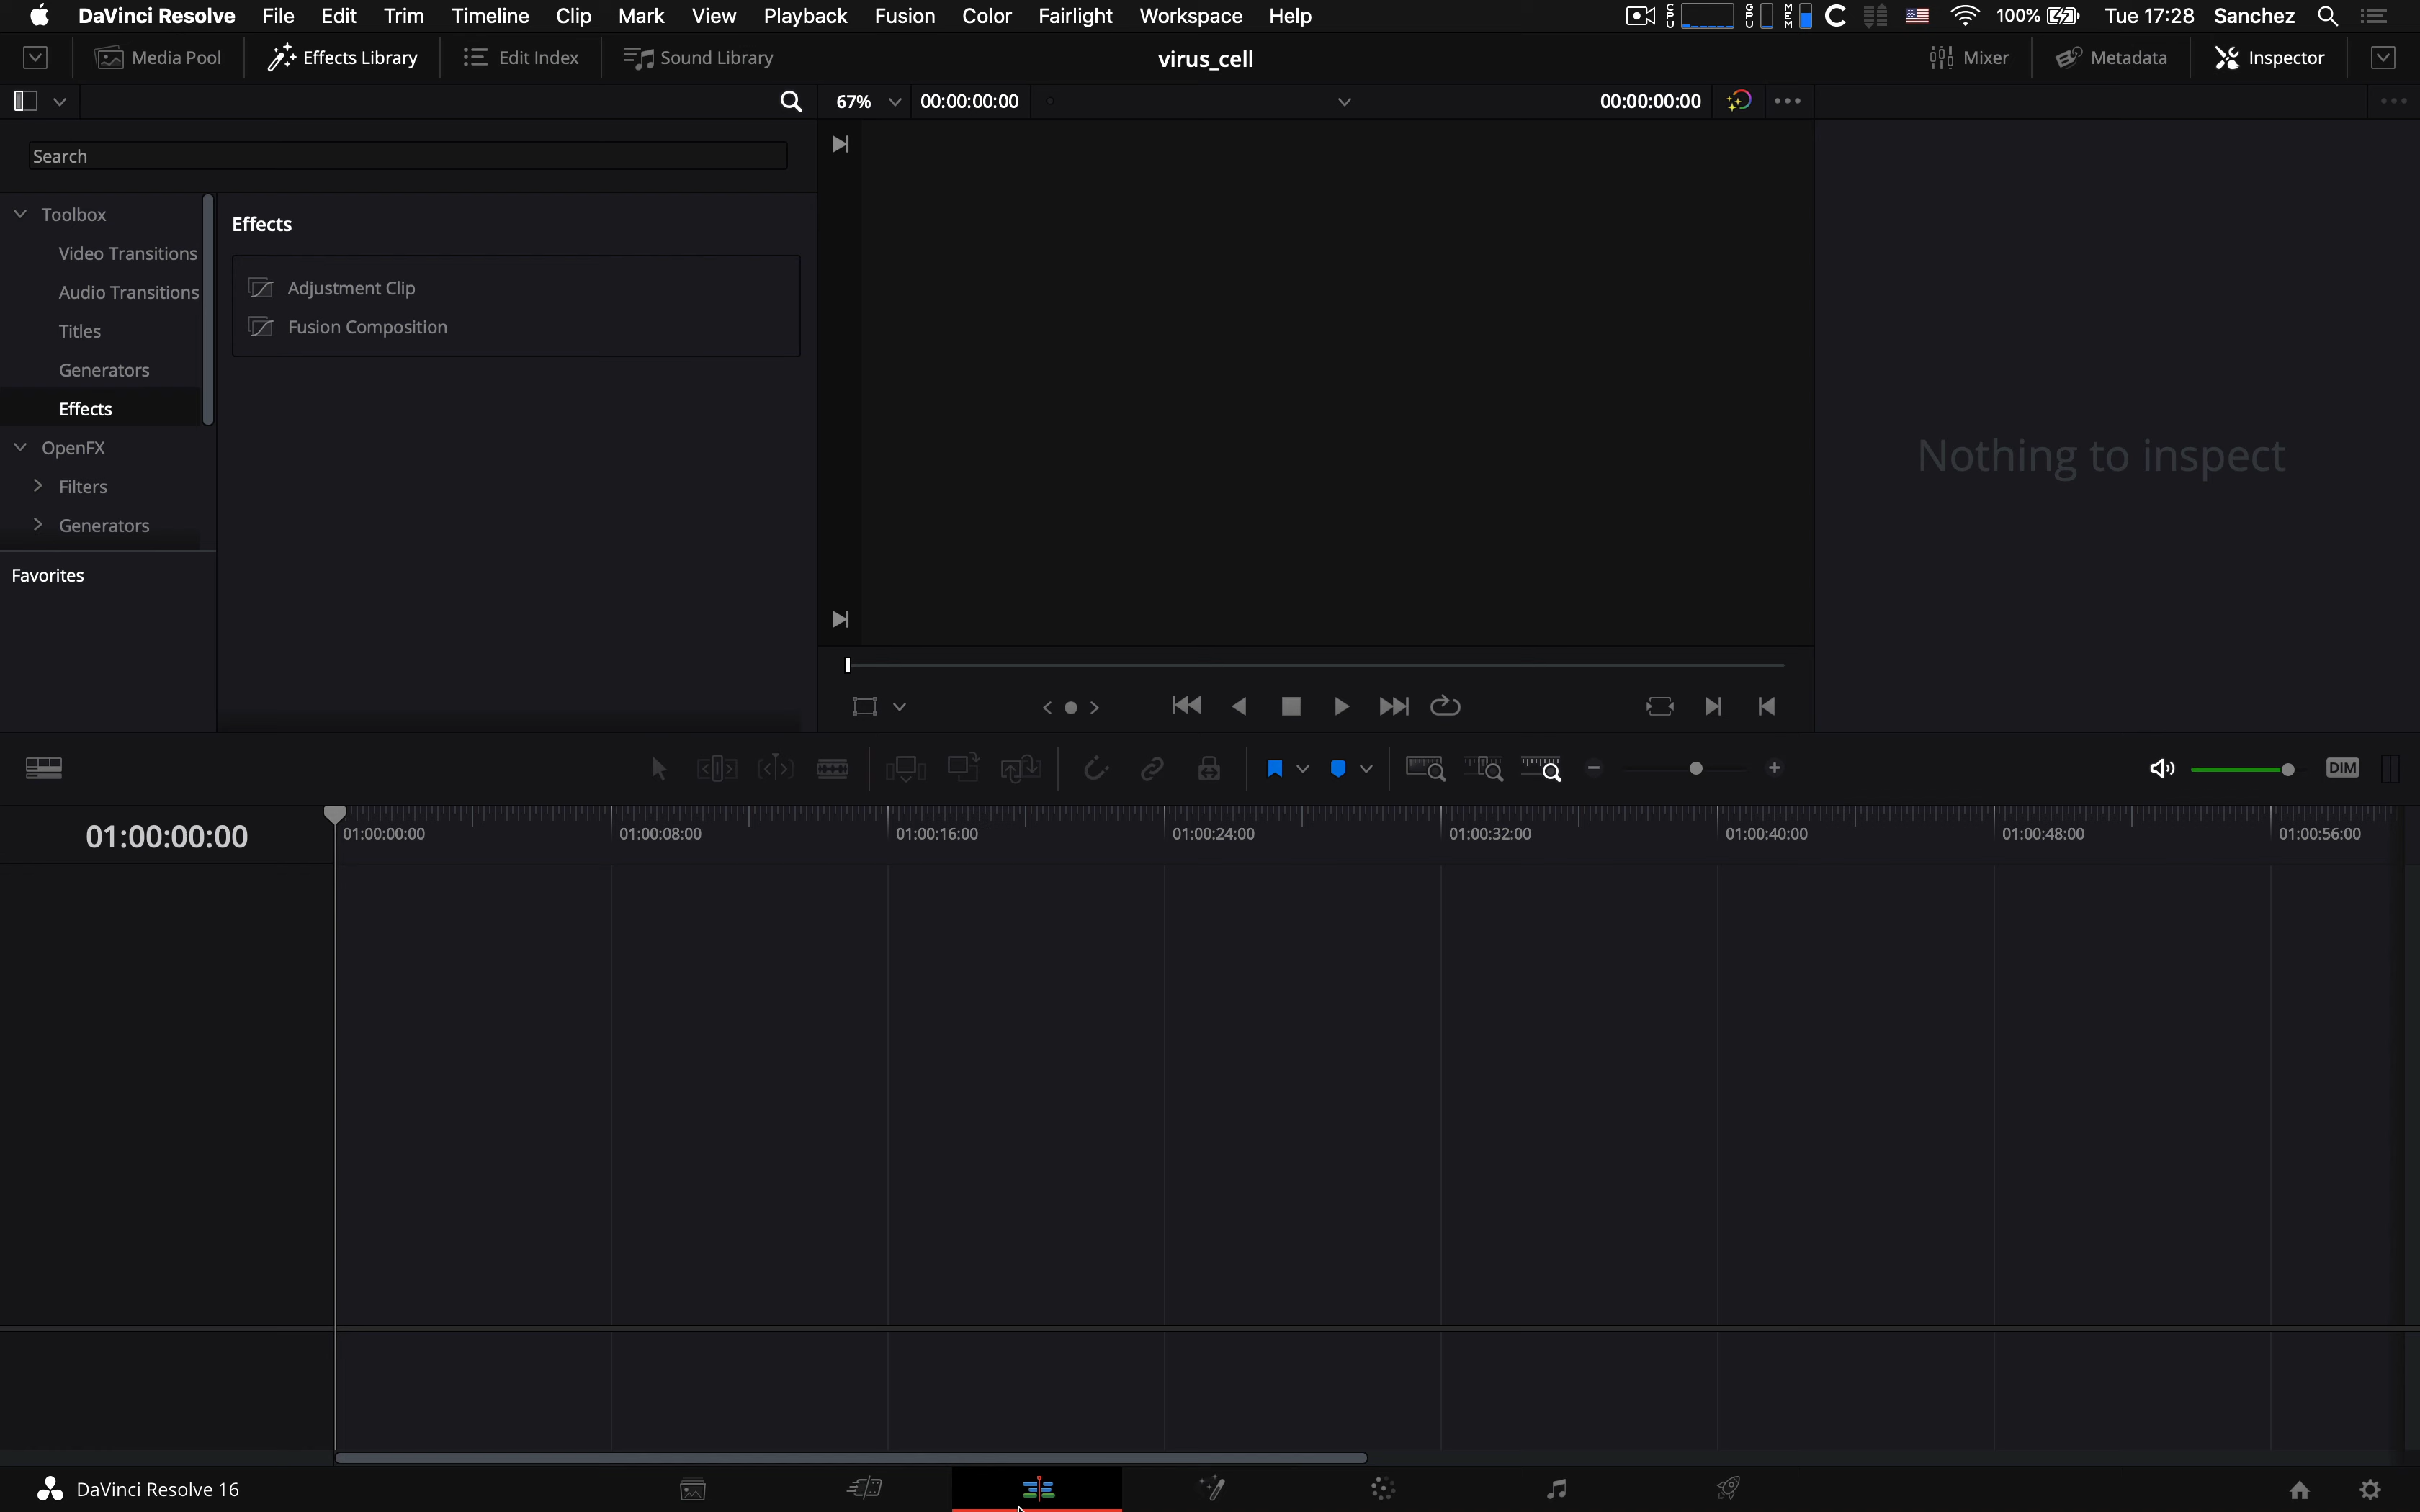 DaVinci Resolve File Edit Trim Timeline Clip Mark View Playback Fusion Color Fairlight Workspace Help CPU GPU MEM 100% Tue 17:28 Sanchez
Media Pool Effects Library Edit Index Sound Library virus_cell Mixer Metadata Inspector
67% 00:00:00:00 00:00:00:00
Search
Toolbox
Video Transitions
Audio Transitions
Titles
Generators
Effects
OpenFX
Filters
Generators
Favorites
Effects
Adjustment Clip
Fusion Composition
Nothing to inspect
DIM
01:00:00:00 01:00:00:00 01:00:08:00 01:00:16:00 01:00:24:00 01:00:32:00 01:00:40:00 01:00:48:00 01:00:56:00
DaVinci Resolve 16